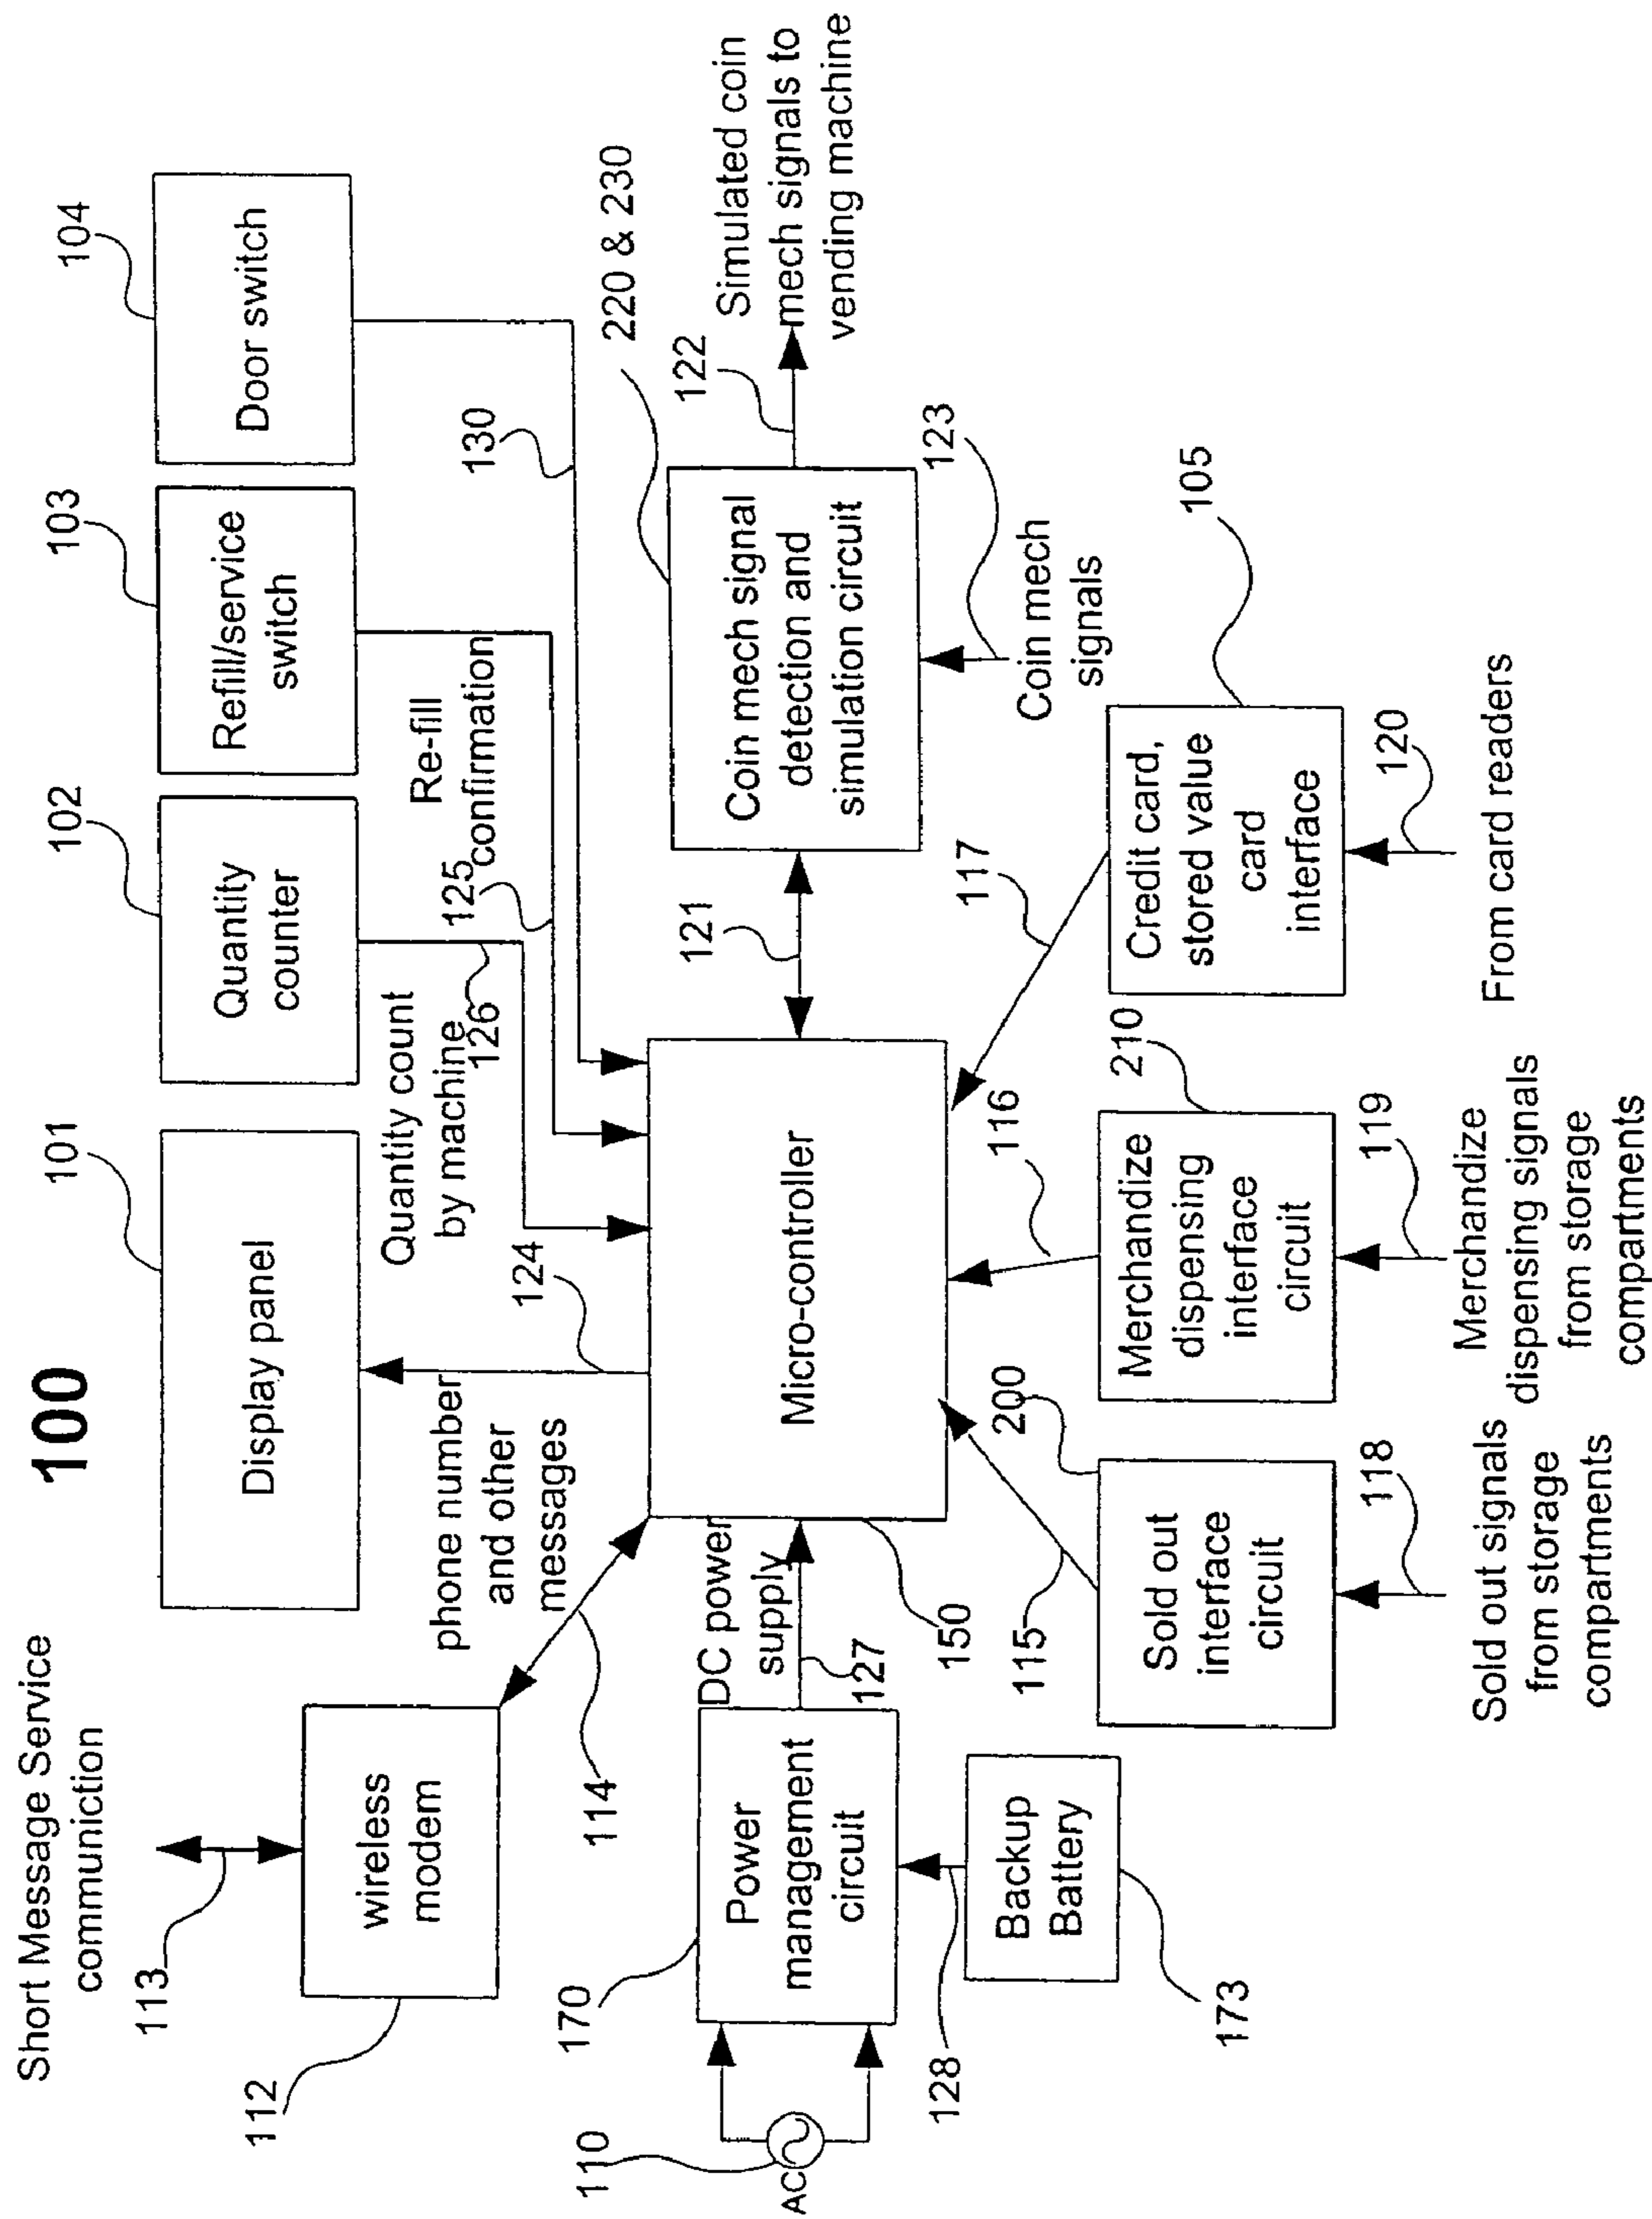 100
Short Message Service
communiction
113
112
wireless
modem
114
101
Display panel
phone number
and other
messages
124
102
Quantity
counter
Quantity count
by machine
126
103
Refill/service
switch
Re-fill
confirmation
125
104
Door switch
130
110
AC
170
Power
management
circuit
DC power
supply
127
128
Backup
Battery
173
Micro-controller
150
121
220 & 230
Coin mech signal
detection and
simulation circuit
122
Simulated coin
mech signals to
vending machine
123
Coin mech
signals
115
200
Sold out
interface
circuit
118
Sold out signals
from storage
compartments
116
210
Merchandize
dispensing
interface
circuit
119
Merchandize
dispensing signals
from storage
compartments
117
105
Credit card,
stored value
card
interface
120
From card readers